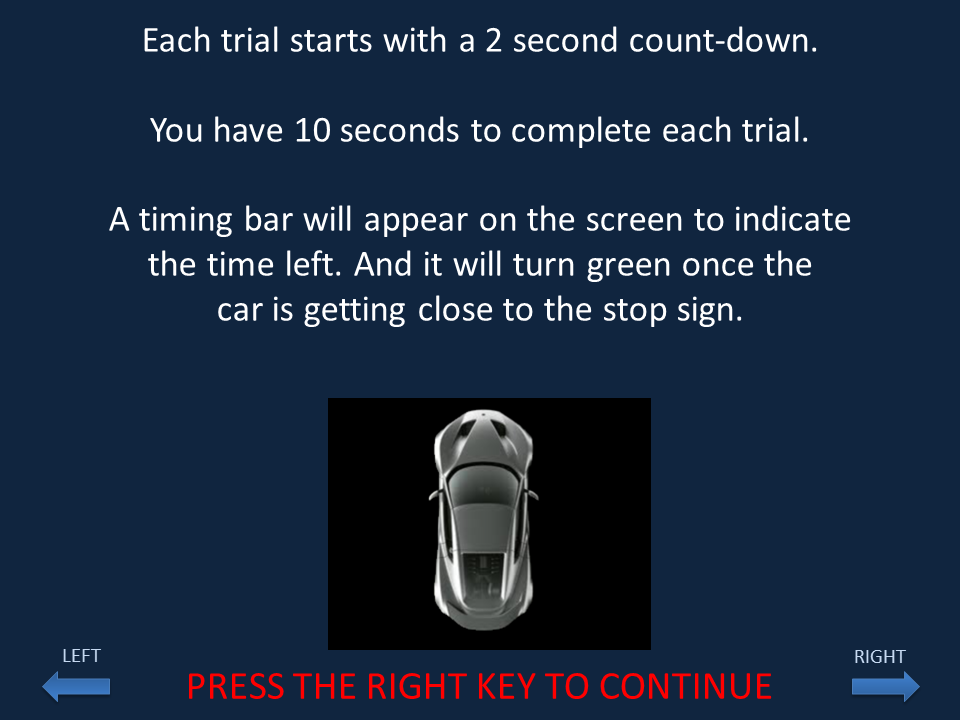 Each trial starts with a 2 second count-down.
You have 10 seconds to complete each trial.
A timing bar will appear on the screen to indicate
the time left. And it will turn green once the
car is getting close to the stop sign.
LEFT
RIGHT
PRESS THE RIGHT KEY TO CONTINUE